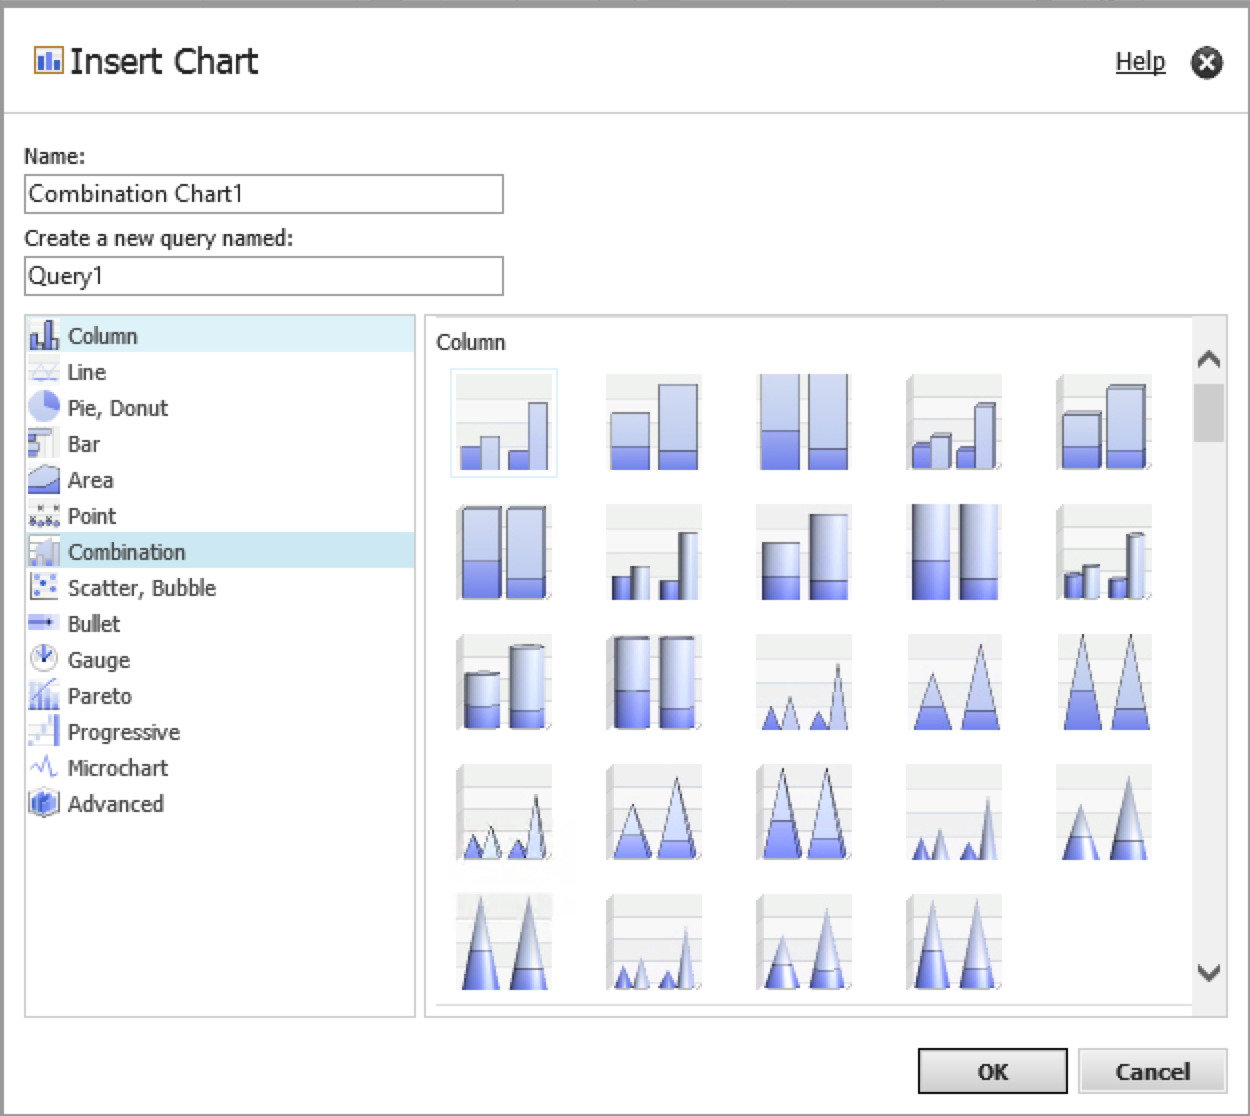 Insert Chart
Help
Name:
Combination Chart1
Create a new query named:
Query1
Column
Line
Pie, Donut
Bar
Area
Point
Combination
Scatter, Bubble
Bullet
Gauge
Pareto
Progressive
Microchart
Advanced
Column
OK
Cancel